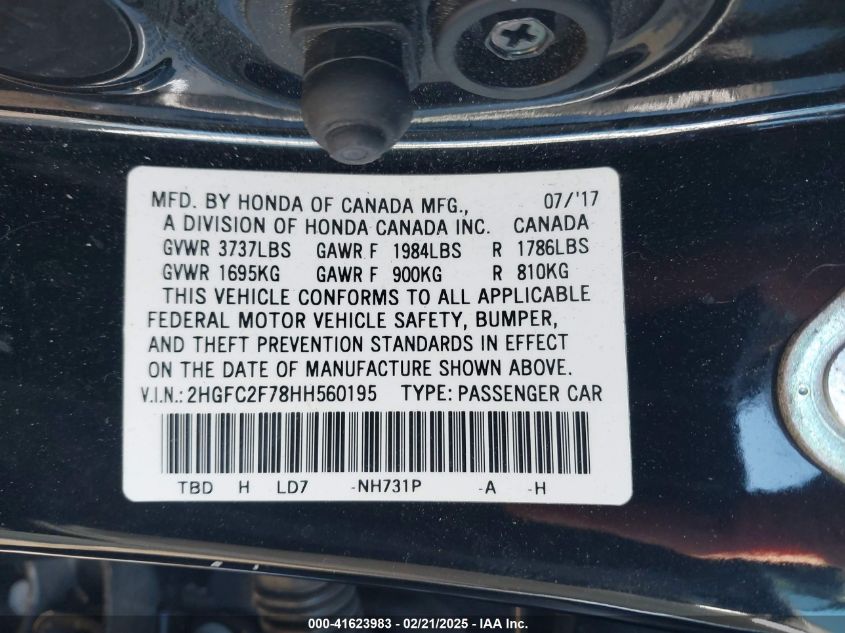 MFD. BY HONDA OF CANADA MFG., 07/'17
A DIVISION OF HONDA CANADA INC. CANADA
GVWR 3737LBS GAWR F 1984LBS R 1786LBS
GVWR 1695KG GAWR F 900KG R 810KG
THIS VEHICLE CONFORMS TO ALL APPLICABLE
FEDERAL MOTOR VEHICLE SAFETY, BUMPER,
AND THEFT PREVENTION STANDARDS IN EFFECT
ON THE DATE OF MANUFACTURE SHOWN ABOVE.
V.I.N.: 2HGFC2F78HH560195 TYPE: PASSENGER CAR
TBD H LD7 -NH731P -A -H
000-41623983 - 02/21/2025 - IAA Inc.